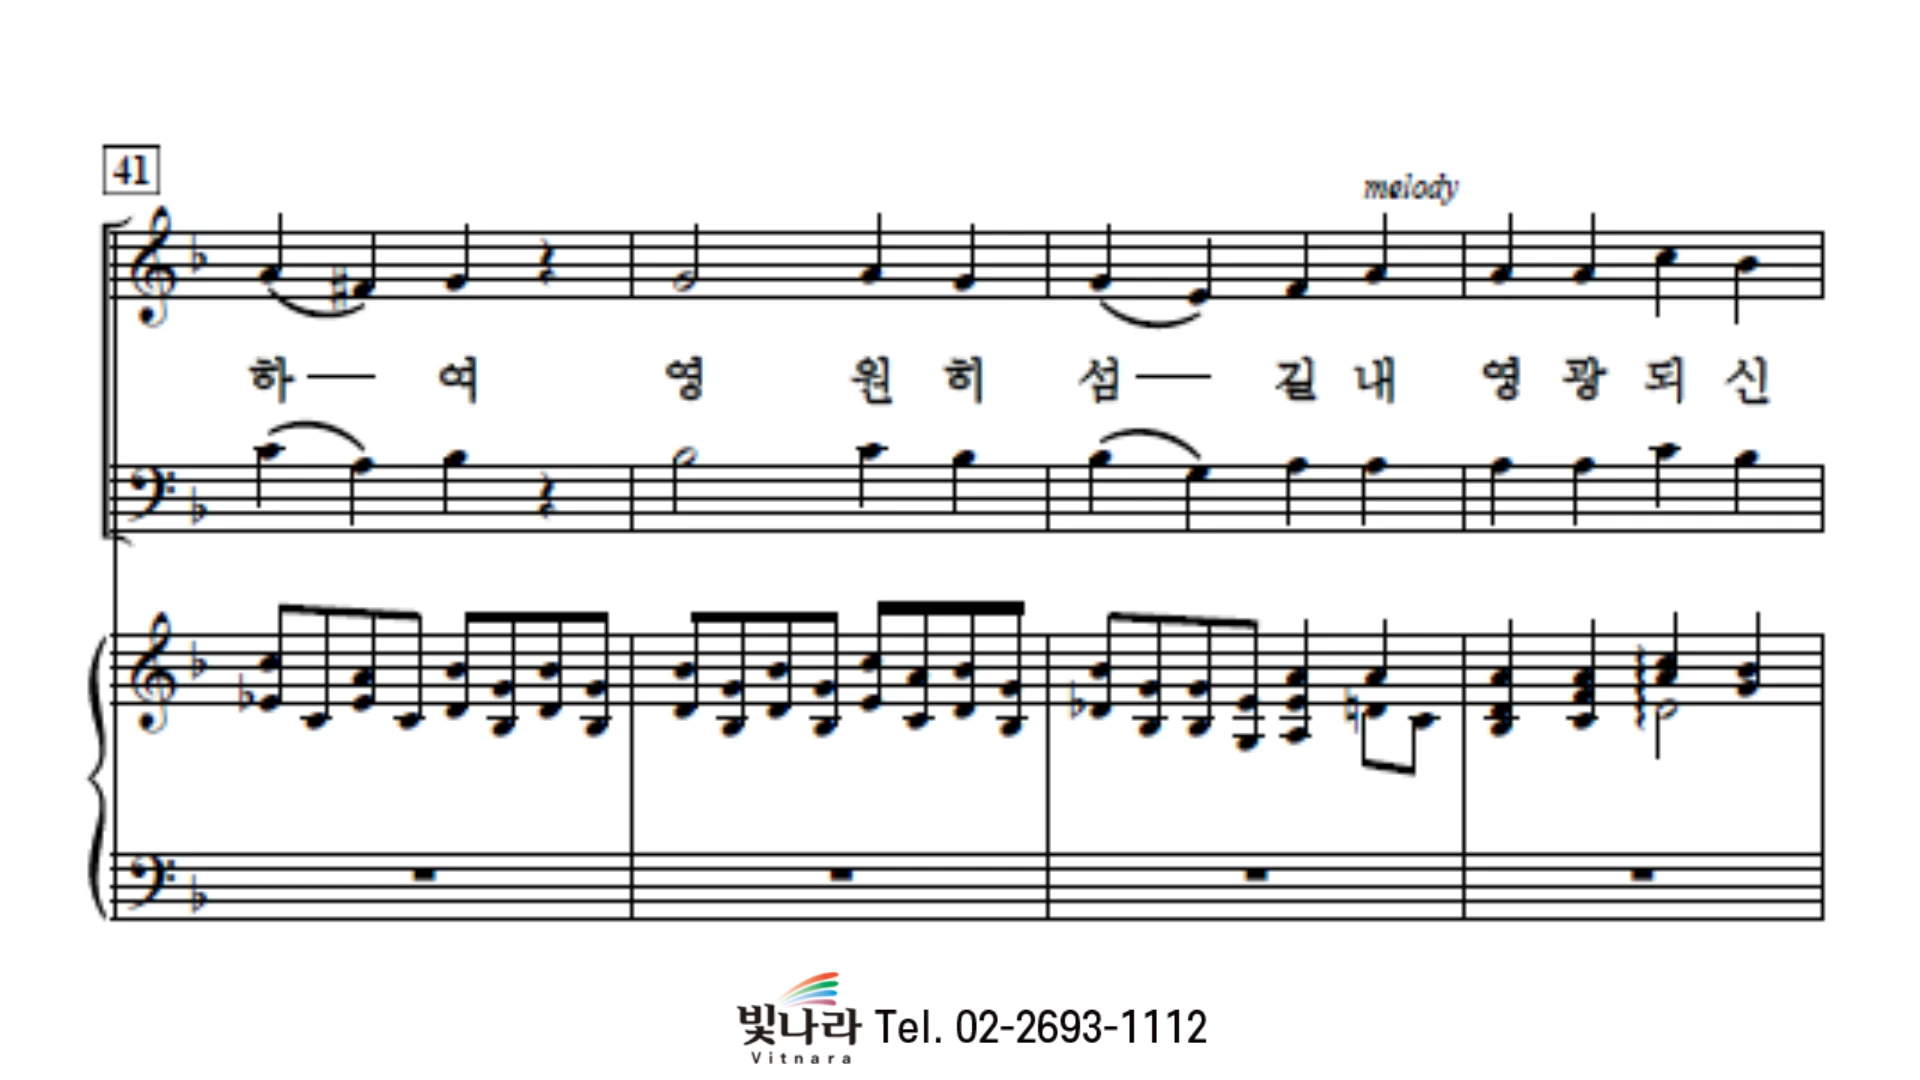 41
melody
하 — 여 영 원 히 섬 — 길 내 영 광 되 신
빛나라 Tel. 02-2693-1112
Vitnara